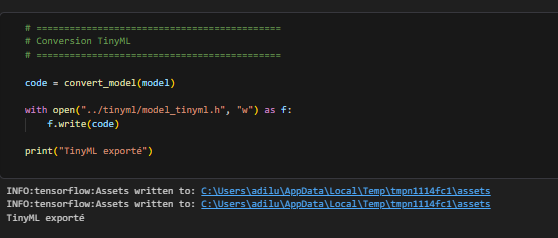 # ==========================================
# Conversion TinyML
# ==========================================
code = convert_model(model)
with open("../tinyml/model_tinyml.h", "w") as f:
    f.write(code)
print("TinyML exporté")
INFO:tensorflow:Assets written to: C:\Users\adilu\AppData\Local\Temp\tmpn1114fc1\assets
INFO:tensorflow:Assets written to: C:\Users\adilu\AppData\Local\Temp\tmpn1114fc1\assets
TinyML exporté